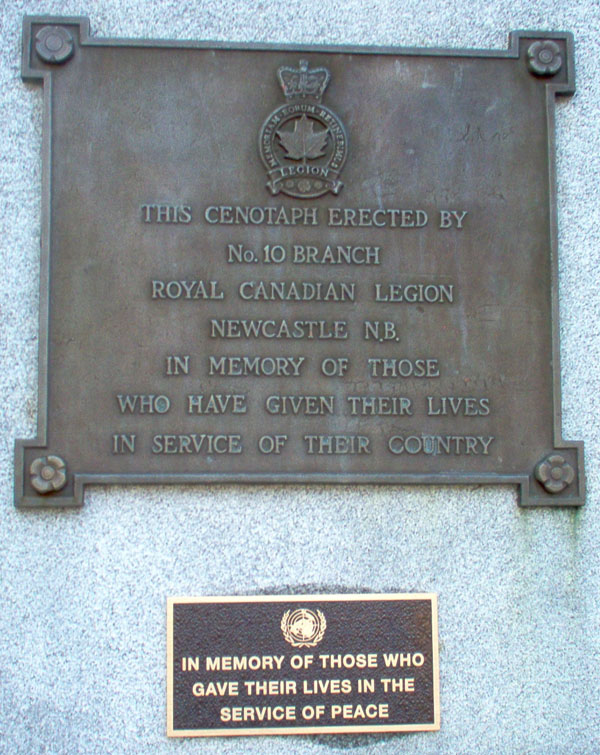 MEMORIAM EORUM RETINEBIMUS
LEGION
THIS CENOTAPH ERECTED BY
No. 10 BRANCH
ROYAL CANADIAN LEGION
NEWCASTLE N.B.
IN MEMORY OF THOSE
WHO HAVE GIVEN THEIR LIVES
IN SERVICE OF THEIR COUNTRY
IN MEMORY OF THOSE WHO
GAVE THEIR LIVES IN THE
SERVICE OF PEACE